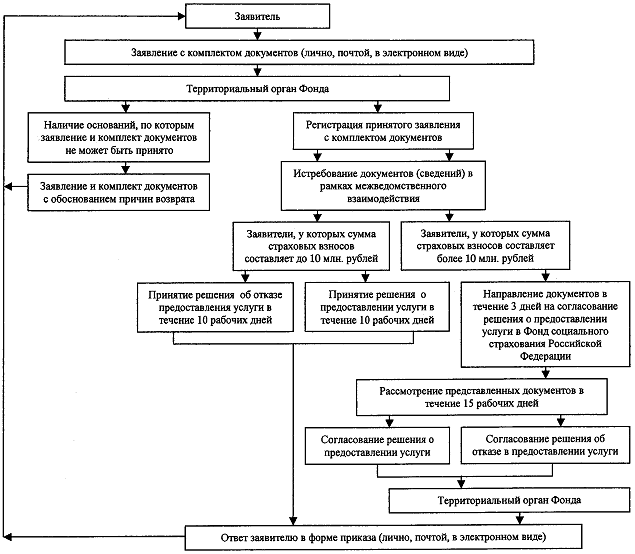 Заявитель
Заявление с комплектом документов (лично, почтой, в электронном виде)
Территориальный орган Фонда
Наличие оснований, по которым
заявление и комплект документов
не может быть принято
Регистрация принятого заявления
с комплектом документов
Заявление и комплект документов
с обоснованием причин возврата
Истребование документов (сведений) в
рамках межведомственного
взаимодействия
Заявители, у которых сумма
страховых взносов
составляет до 10 млн. рублей
Заявители, у которых сумма
страховых взносов составляет
более 10 млн. рублей
Принятие решения об отказе
предоставления услуги в
течение 10 рабочих дней
Принятие решения о
предоставлении услуги в
течение 10 рабочих дней
Направление документов в
течение 3 дней на согласование
решения о предоставлении
услуги в Фонд социального
страхования Российской
Федерации
Рассмотрение представленных документов в
течение 15 рабочих дней
Согласование решения о
предоставлении услуги
Согласование решения об
отказе в предоставлении услуги
Территориальный орган Фонда
Ответ заявителю в форме приказа (лично, почтой, в электронном виде)